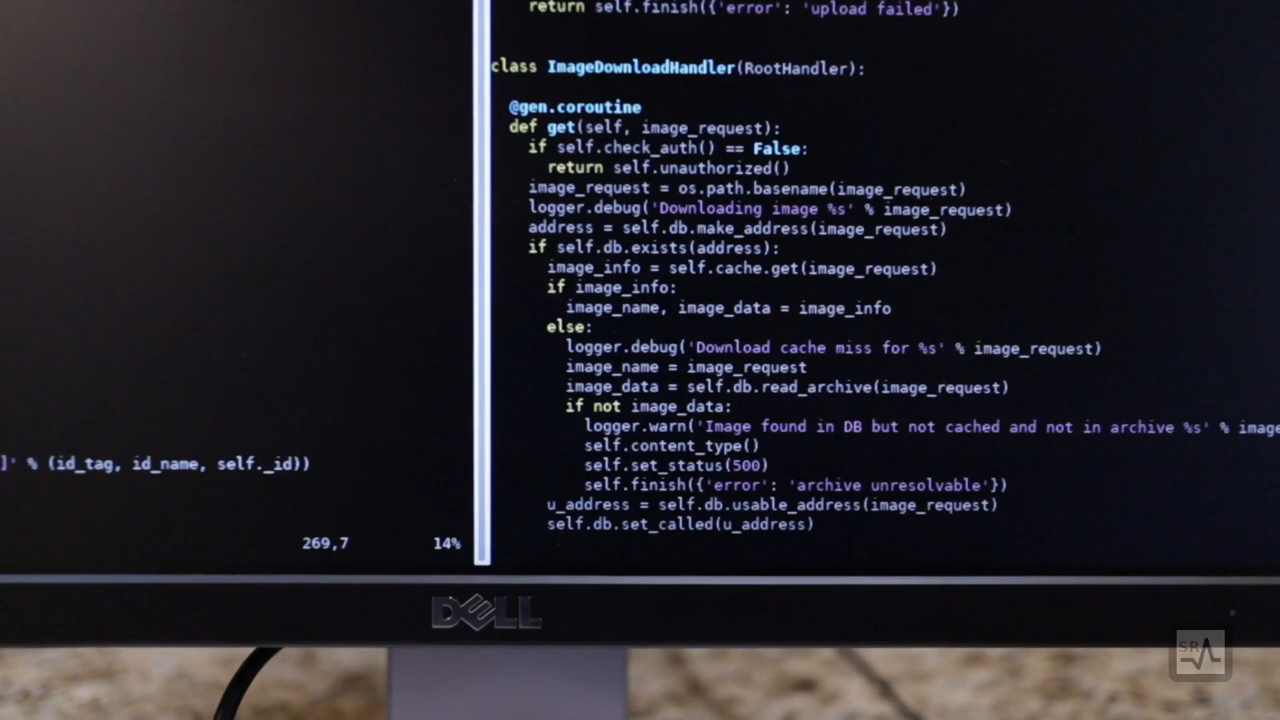 return self.finish({'error': 'upload failed'})
class ImageDownloadHandler(RootHandler):
@gen.coroutine
def get(self, image_request):
if self.check_auth() == False:
return self.unauthorized()
image_request = os.path.basename(image_request)
logger.debug('Downloading image %s' % image_request)
address = self.db.make_address(image_request)
if self.db.exists(address):
image_info = self.cache.get(image_request)
if image_info:
image_name, image_data = image_info
else:
logger.debug('Download cache miss for %s' % image_request)
image_name = image_request
image_data = self.db.read_archive(image_request)
if not image_data:
logger.warn('Image found in DB but not cached and not in archive %s' % image
self.content_type()
self.set_status(500)
self.finish({'error': 'archive unresolvable'})
u_address = self.db.usable_address(image_request)
self.db.set_called(u_address)
]' % (id_tag, id_name, self._id))
269,7 14%
DELL
SR